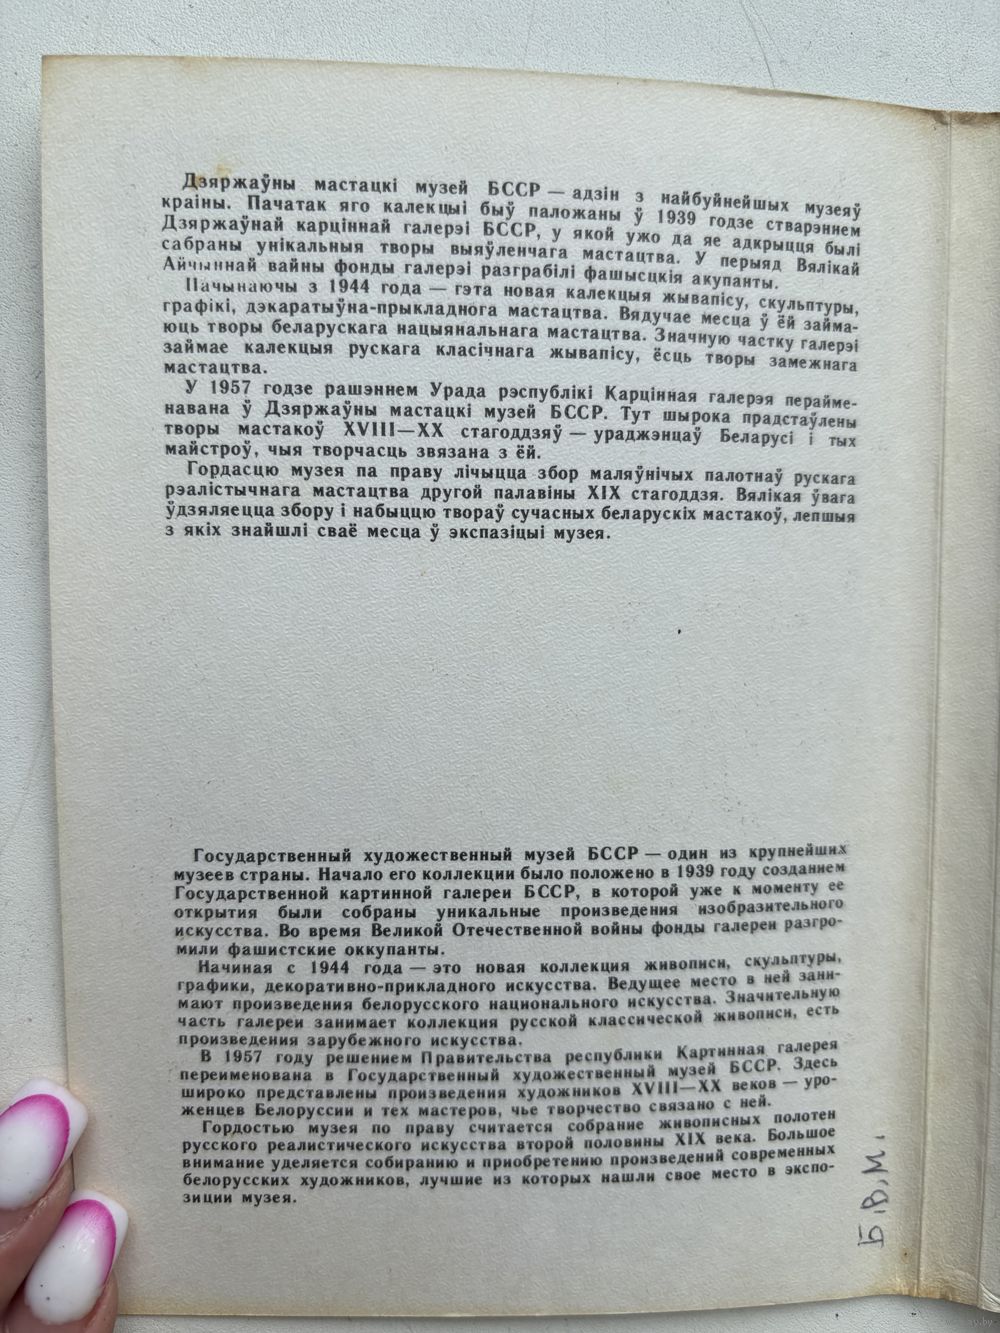 Дзяржаўны мастацкі музей БССР — адзін з найбуйнейшых музеяў
краіны. Пачатак яго калекцыі быў паложаны ў 1939 годзе стварэннем
Дзяржаўнай карціннай галерэі БССР, у якой ужо да яе адкрыцця былі
сабраны унікальныя творы выяўленчага мастацтва. У перыяд Вялікай
Айчыннай вайны фонды галерэі разграбілі фашысцкія акупанты.
Пачынаючы з 1944 года — гэта новая калекцыя жывапісу, скульптуры,
графікі, дэкаратыўна-прыкладнога мастацтва. Вядучае месца ў ёй займа-
юць творы беларускага нацыянальнага мастацтва. Значную частку галерэі
займае калекцыя рускага класічнага жывапісу, ёсць творы замежнага
мастацтва.
У 1957 годзе рашэннем Урада рэспублікі Карцінная галерэя перайме-
навана ў Дзяржаўны мастацкі музей БССР. Тут шырока прадстаўлены
творы мастакоў XVIII—XX стагоддзяў — ураджэнцаў Беларусі і тых
майстроў, чыя творчасць звязана з ёй.
Гордасцю музея па праву лічыцца збор маляўнічых палотнаў рускага
рэалістычнага мастацтва другой палавіны XIX стагоддзя. Вялікая ўвага
ўдзяляецца збору і набыццю твораў сучасных беларускіх мастакоў, лепшыя
з якіх знайшлі сваё месца ў экспазіцыі музея.
Государственный художественный музей БССР — один из крупнейших
музеев страны. Начало его коллекции было положено в 1939 году созданием
Государственной картинной галереи БССР, в которой уже к моменту ее
открытия были собраны уникальные произведения изобразительного
искусства. Во время Великой Отечественной войны фонды галереи разгро-
мили фашистские оккупанты.
Начиная с 1944 года — это новая коллекция живописи, скульптуры,
графики, декоративно-прикладного искусства. Ведущее место в ней зани-
мают произведения белорусского национального искусства. Значительную
часть галереи занимает коллекция русской классической живописи, есть
произведения зарубежного искусства.
В 1957 году решением Правительства республики Картинная галерея
переименована в Государственный художественный музей БССР. Здесь
широко представлены произведения художников XVIII—XX веков — уро-
женцев Белоруссии и тех мастеров, чье творчество связано с ней.
Гордостью музея по праву считается собрание живописных полотен
русского реалистического искусства второй половины XIX века. Большое
внимание уделяется собиранию и приобретению произведений современных
белорусских художников, лучшие из которых нашли свое место в экспо-
зиции музея.
Б.В.М.